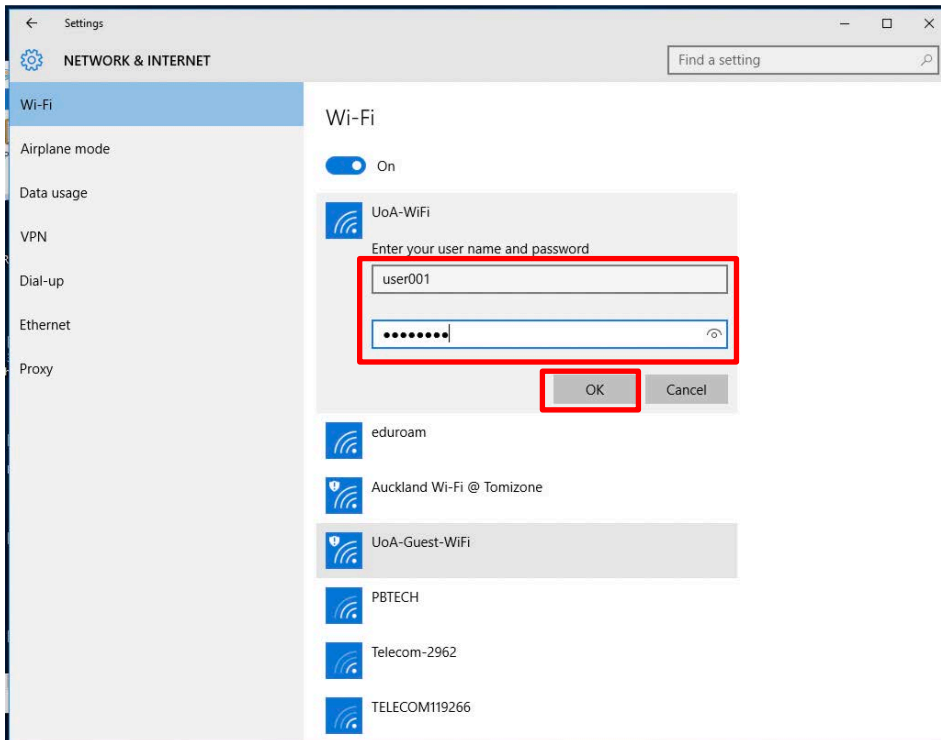 Settings
NETWORK & INTERNET
Find a setting
Wi-Fi
Airplane mode
Data usage
VPN
Dial-up
Ethernet
Proxy
Wi-Fi
On
UoA-WiFi
Enter your user name and password
user001
••••••••
OK Cancel
eduroam
Auckland Wi-Fi @ Tomizone
UoA-Guest-WiFi
PBTECH
Telecom-2962
TELECOM119266